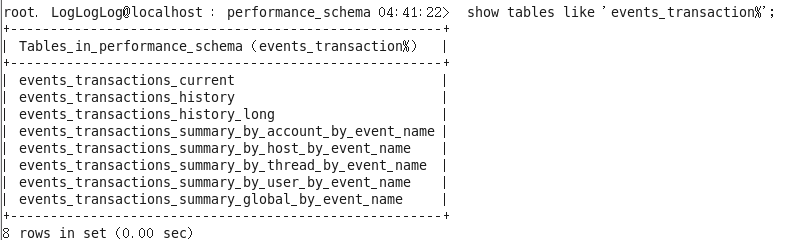 root. LogLogLog@localhost : performance_schema 04:41:22> show tables like 'events_transaction%';
+------------------------------------------------------+
| Tables_in_performance_schema (events_transaction%)   |
+------------------------------------------------------+
| events_transactions_current                          |
| events_transactions_history                          |
| events_transactions_history_long                     |
| events_transactions_summary_by_account_by_event_name |
| events_transactions_summary_by_host_by_event_name    |
| events_transactions_summary_by_thread_by_event_name  |
| events_transactions_summary_by_user_by_event_name    |
| events_transactions_summary_global_by_event_name     |
+------------------------------------------------------+
8 rows in set (0.00 sec)